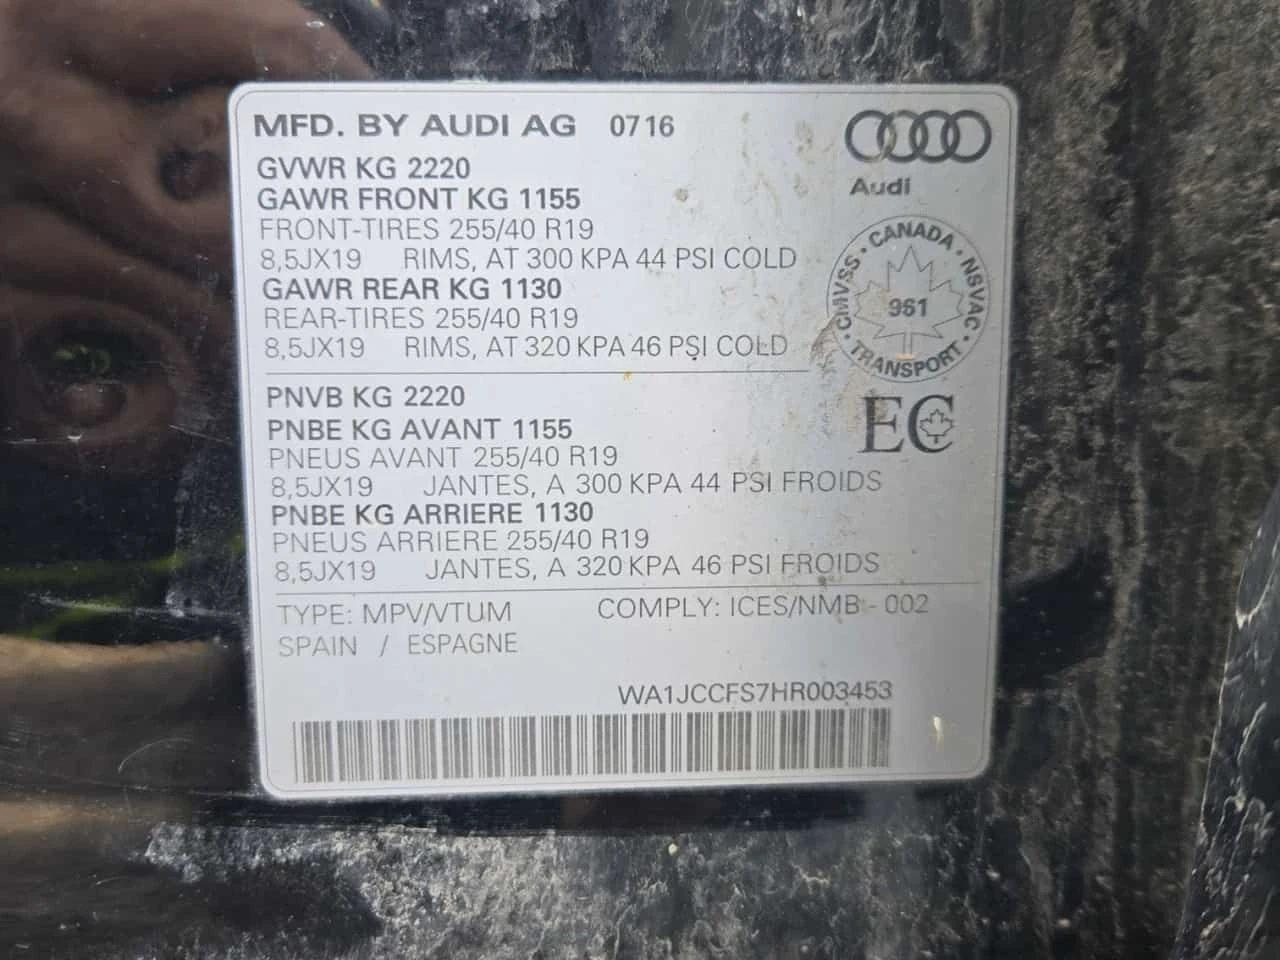 MFD. BY AUDI AG 0716
Audi
GVWR KG 2220
GAWR FRONT KG 1155
FRONT-TIRES 255/40 R19
8,5JX19 RIMS, AT 300 KPA 44 PSI COLD
GAWR REAR KG 1130
REAR-TIRES 255/40 R19
8,5JX19 RIMS, AT 320 KPA 46 PSI COLD
CANADA · NSVAC · TRANSPORT · CMVSS ·
961
PNVB KG 2220
EC
PNBE KG AVANT 1155
PNEUS AVANT 255/40 R19
8,5JX19 JANTES, A 300 KPA 44 PSI FROIDS
PNBE KG ARRIERE 1130
PNEUS ARRIERE 255/40 R19
8,5JX19 JANTES, A 320 KPA 46 PSI FROIDS
TYPE: MPV/VTUM COMPLY: ICES/NMB - 002
SPAIN / ESPAGNE
WA1JCCFS7HR003453